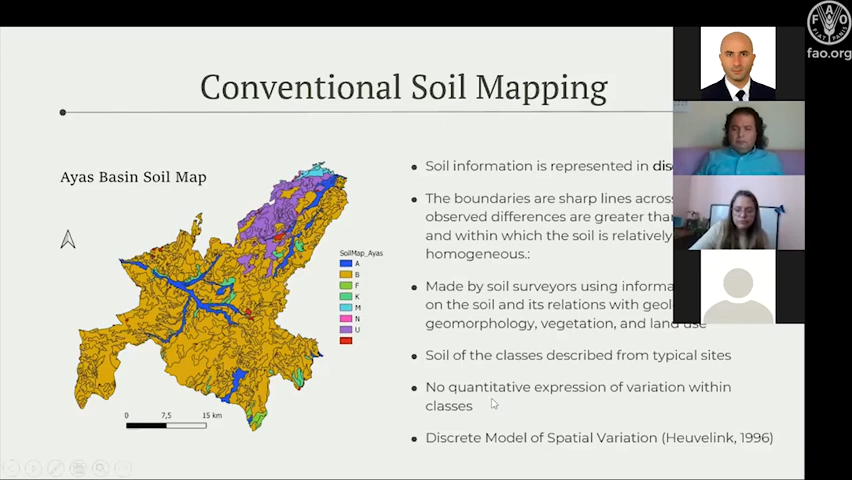 FAO
FIAT PANIS
fao.org
Conventional Soil Mapping
Ayas Basin Soil Map
SoilMap_Ayas
A
B
F
K
M
N
U
0 7,5 15 km
Soil information is represented in
The boundaries are sharp lines across
observed differences are greater than
and within which the soil is relatively
homogeneous.:
Made by soil surveyors using
on the soil and its relations with
geomorphology, vegetation, and land use
Soil of the classes described from typical sites
No quantitative expression of variation within
classes
Discrete Model of Spatial Variation (Heuvelink, 1996)